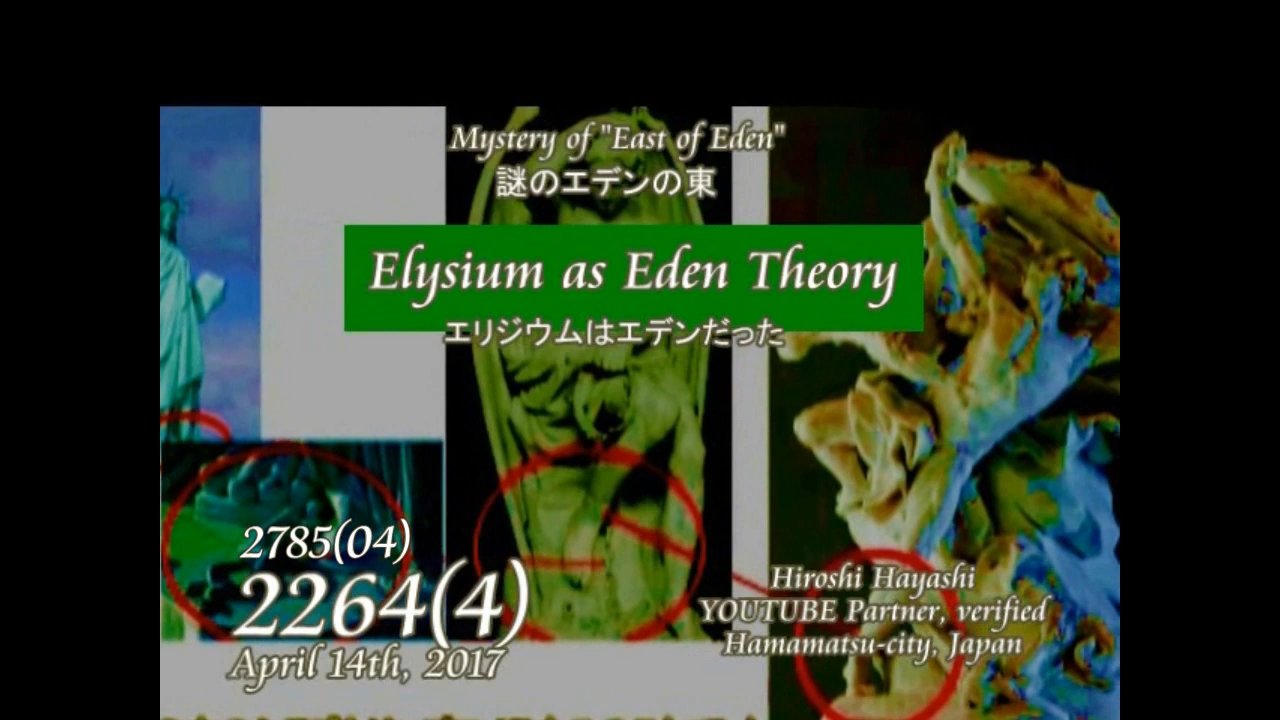 Mystery of "East of Eden"
謎のエデンの東
Elysium as Eden Theory
エリジウムはエデンだった
2785(04)
2264(4)
April 14th, 2017
Hiroshi Hayashi
YOUTUBE Partner, verified
Hamamatsu-city, Japan